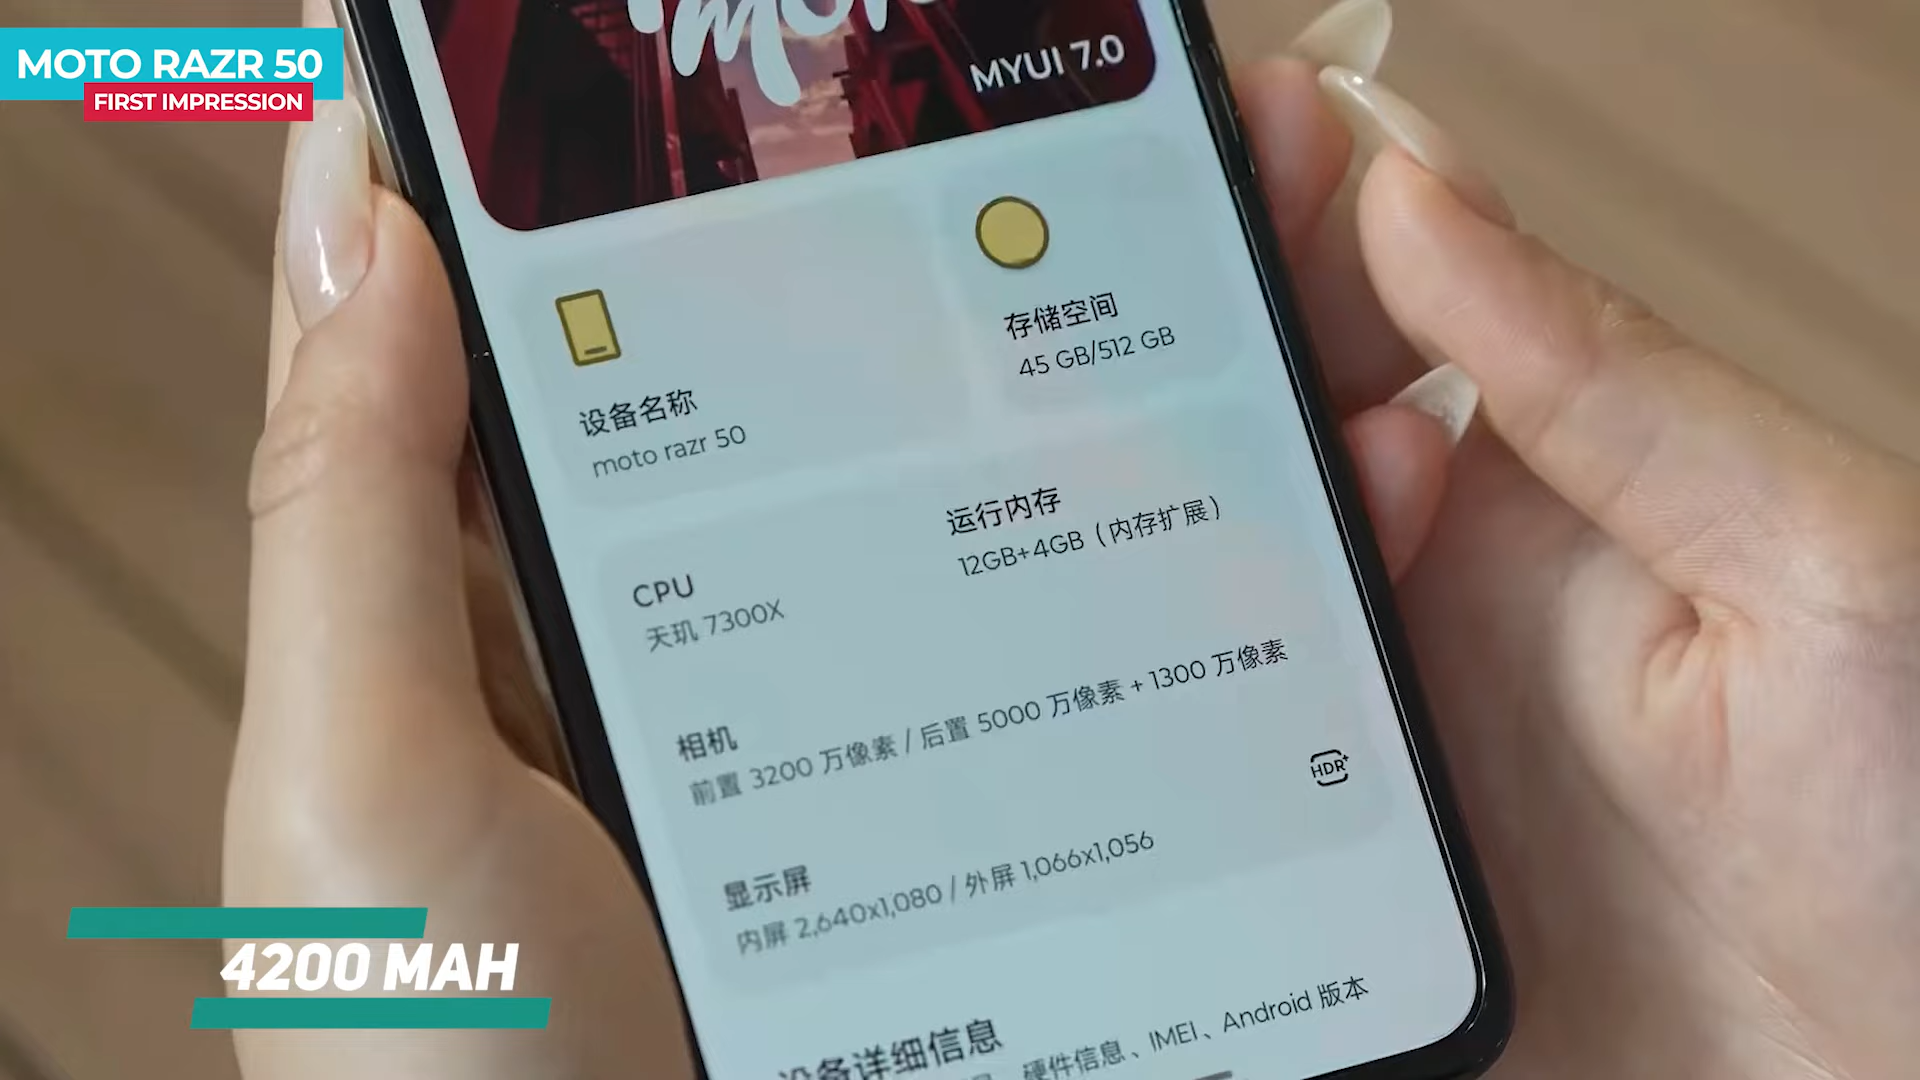 MOTO RAZR 50
FIRST IMPRESSION
MYUI 7.0
存储空间
45 GB/512 GB
设备名称
moto razr 50
运行内存
12GB+4GB（内存扩展）
CPU
天玑 7300X
相机
前置 3200 万像素 / 后置 5000 万像素 + 1300 万像素
HDR+
显示屏
内屏 2,640x1,080 / 外屏 1,066x1,056
4200 MAH
设备详细信息
硬件信息、IMEI、Android 版本